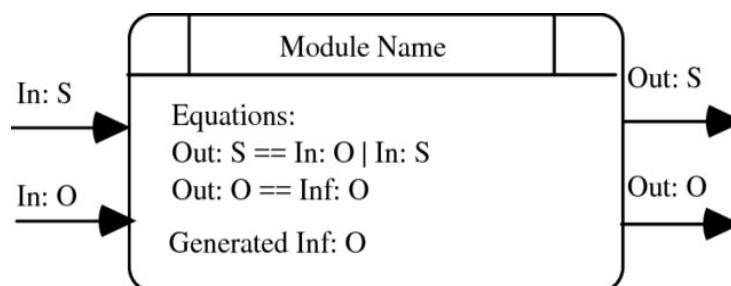 Module Name
In: S
Out: S
Equations:
Out: S == In: O | In: S
In: O
Out: O == Inf: O
Out: O
Generated Inf: O